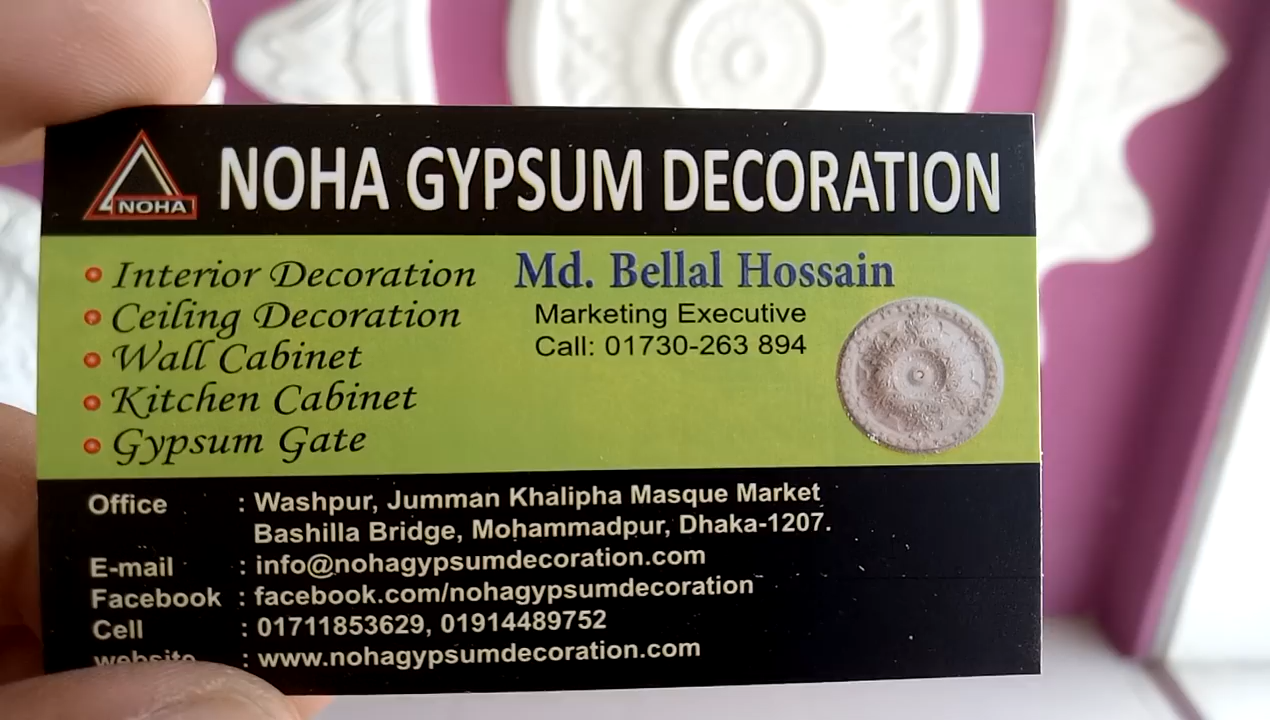 NOHA
NOHA GYPSUM DECORATION
Interior Decoration
Ceiling Decoration
Wall Cabinet
Kitchen Cabinet
Gypsum Gate
Md. Bellal Hossain
Marketing Executive
Call: 01730-263 894
Office : Washpur, Jumman Khalipha Masque Market
Bashilla Bridge, Mohammadpur, Dhaka-1207.
E-mail : info@nohagypsumdecoration.com
Facebook : facebook.com/nohagypsumdecoration
Cell : 01711853629, 01914489752
website : www.nohagypsumdecoration.com